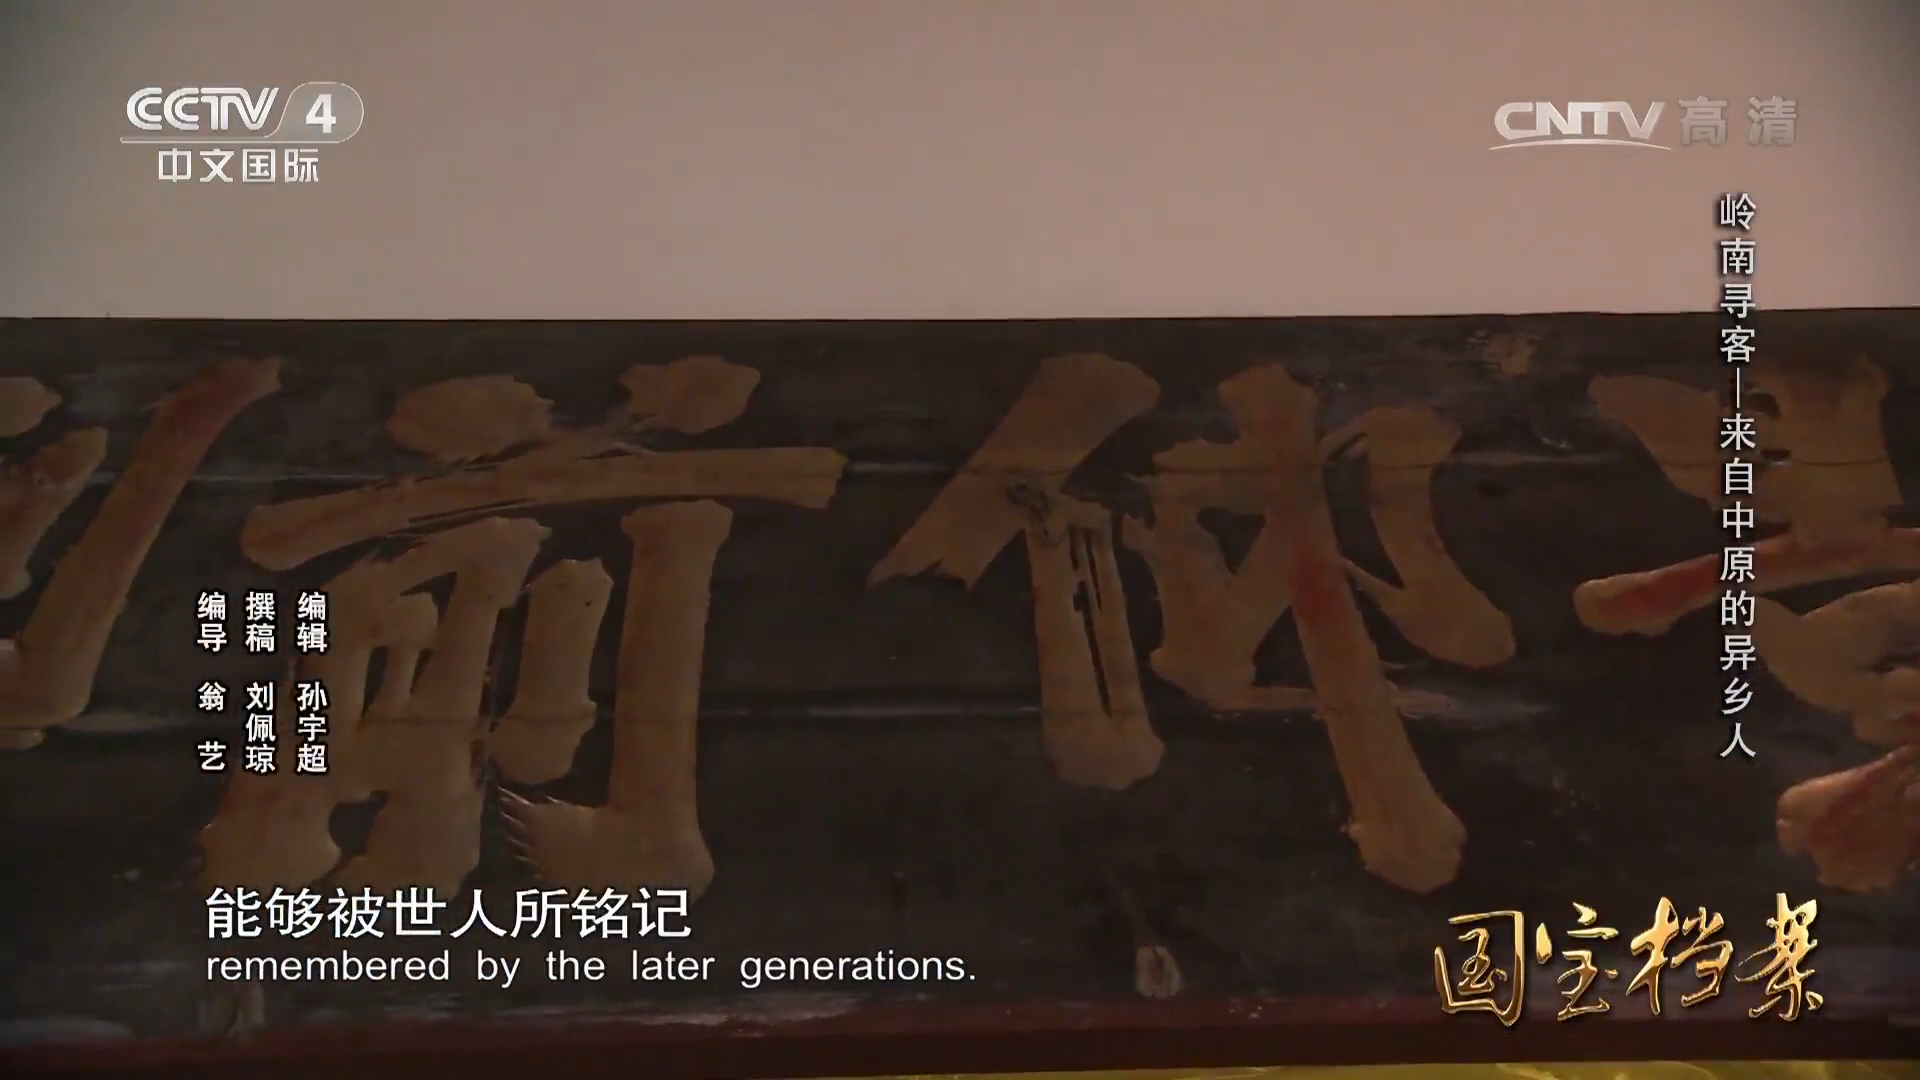 CCTV 4
中文国际
CNTV 高清
岭南寻客—来自中原的异乡人
前
编辑 孙宇超
撰稿 刘佩琼
编导 翁艺
能够被世人所铭记
remembered by the later generations.
国宝档案